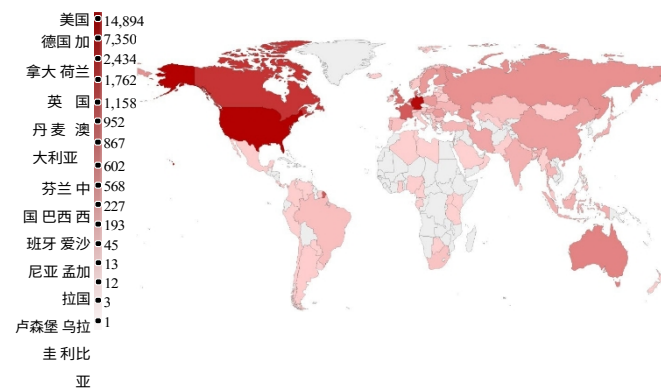 美国
德国 加
拿大 荷兰
英 国
丹 麦 澳
大利亚
芬兰 中
国 巴西 西
班牙 爱沙
尼亚 孟加
拉国
卢森堡 乌拉
圭 利比
亚
14,894
7,350
2,434
1,762
1,158
952
867
602
568
227
193
45
13
12
3
1